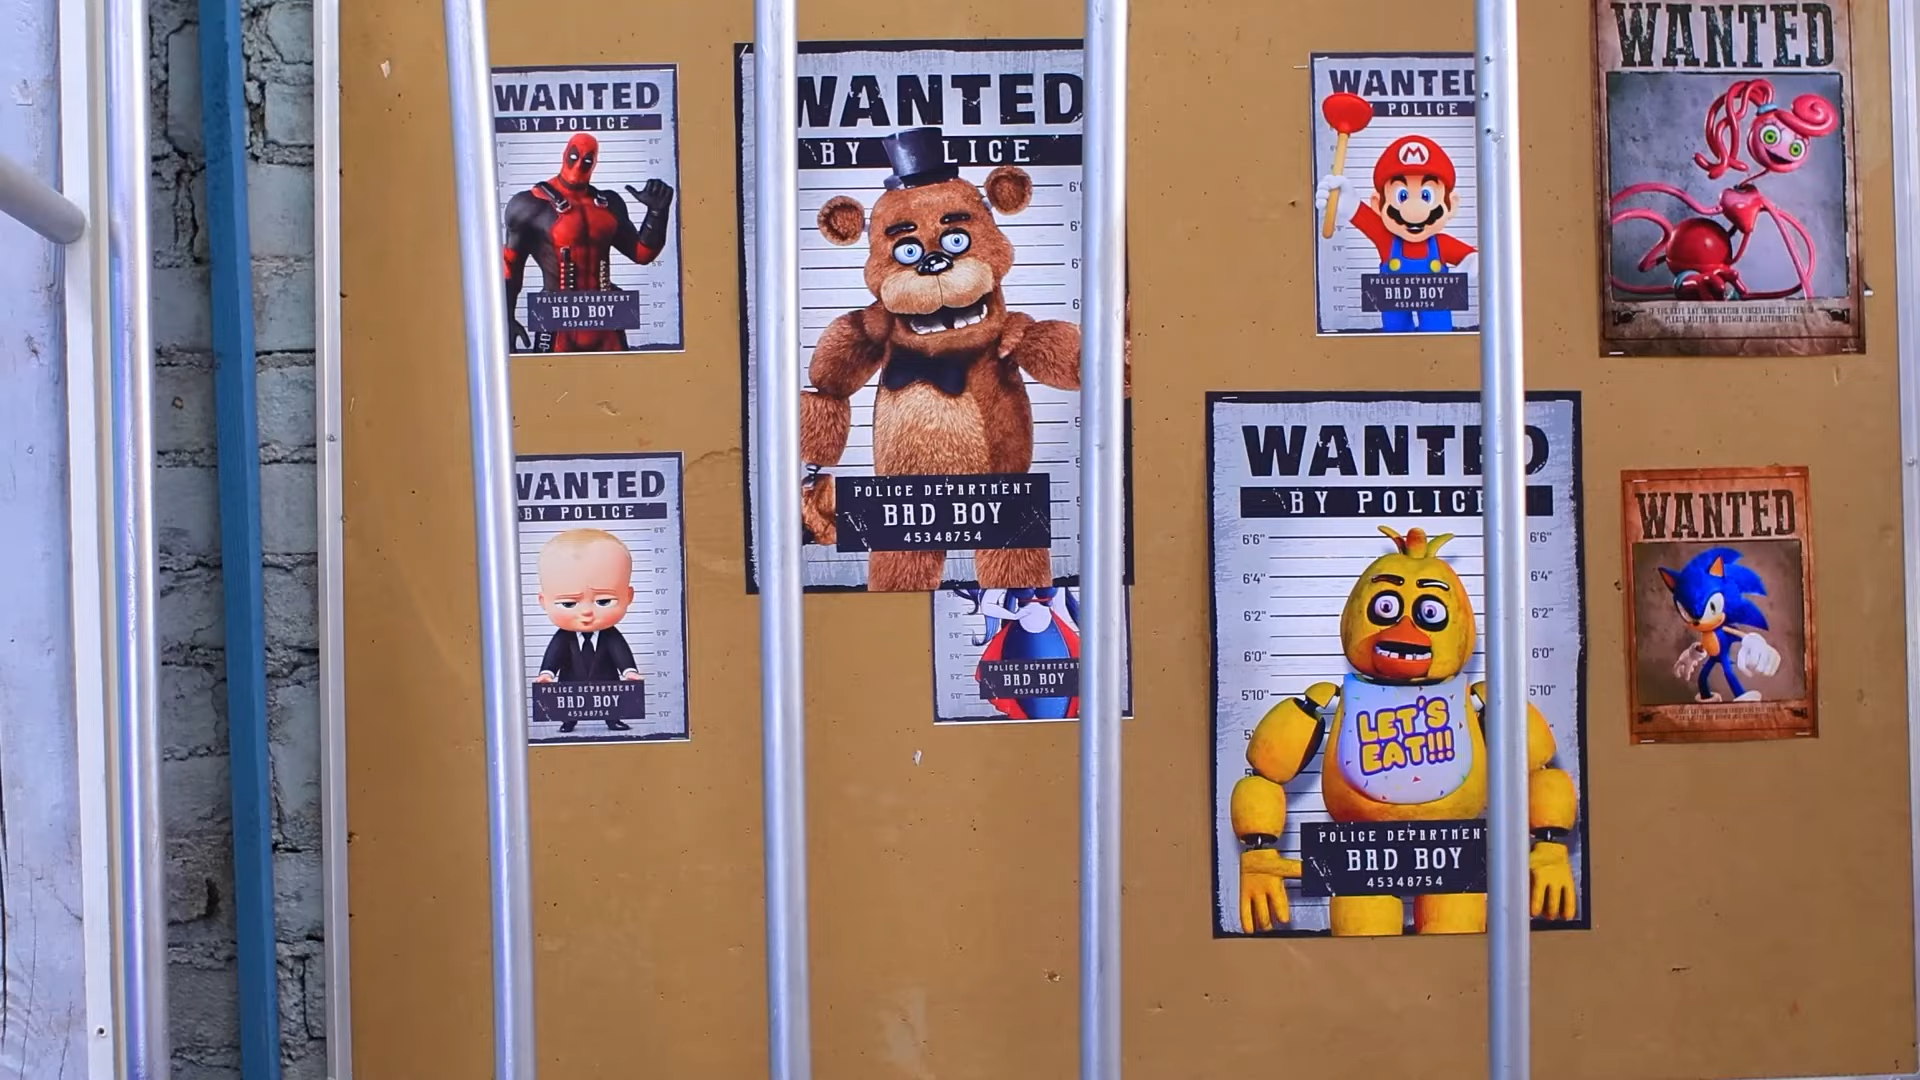 WANTED
BY POLICE
POLICE DEPARTMENT
BAD BOY
45348754
WANTED
BY LICE
POLICE DEPARTMENT
BAD BOY
45348754
WANTED
POLICE
POLICE DEPARTMENT
BAD BOY
45348754
WANTED
WANTED
BY POLICE
POLICE DEPARTMENT
BAD BOY
45348754
POLICE DEPARTMENT
BAD BOY
45348754
WANTED
BY POLICE
6'6" 6'6"
6'4" 6'4"
6'2" 6'2"
6'0" 6'0"
5'10" 5'10"
LET'S
EAT!!!
POLICE DEPARTMENT
BAD BOY
45348754
WANTED